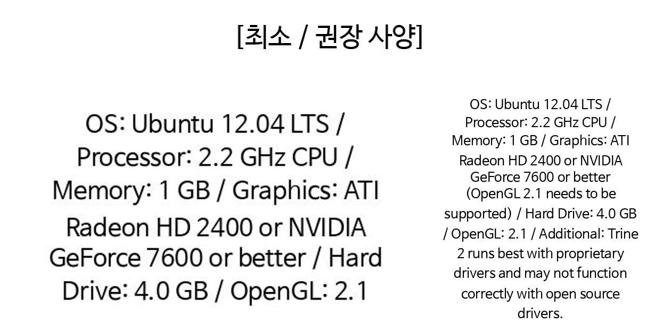 [최소 / 권장 사양]
OS: Ubuntu 12.04 LTS /
Processor: 2.2 GHz CPU /
Memory: 1 GB / Graphics: ATI
Radeon HD 2400 or NVIDIA
GeForce 7600 or better / Hard
Drive: 4.0 GB / OpenGL: 2.1
OS: Ubuntu 12.04 LTS /
Processor: 2.2 GHz CPU /
Memory: 1 GB / Graphics: ATI
Radeon HD 2400 or NVIDIA
GeForce 7600 or better
(OpenGL 2.1 needs to be
supported) / Hard Drive: 4.0 GB
/ OpenGL: 2.1 / Additional: Trine
2 runs best with proprietary
drivers and may not function
correctly with open source
drivers.